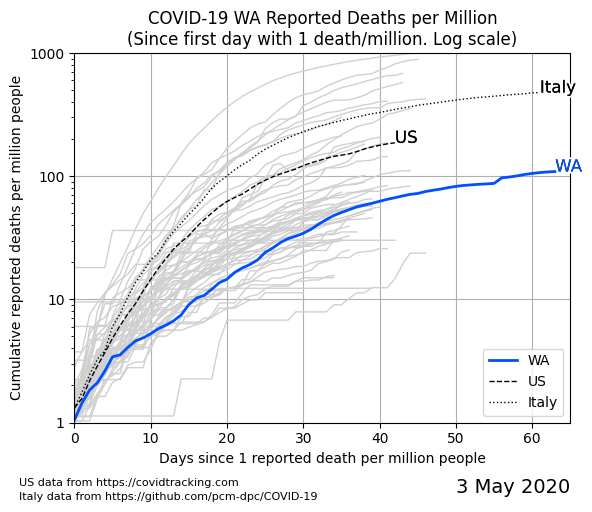 COVID-19 WA Reported Deaths per Million
(Since first day with 1 death/million. Log scale)
Cumulative reported deaths per million people
1000
100
10
1
Italy
US
WA
WA
US
Italy
0 10 20 30 40 50 60
Days since 1 reported death per million people
US data from https://covidtracking.com
Italy data from https://github.com/pcm-dpc/COVID-19
3 May 2020